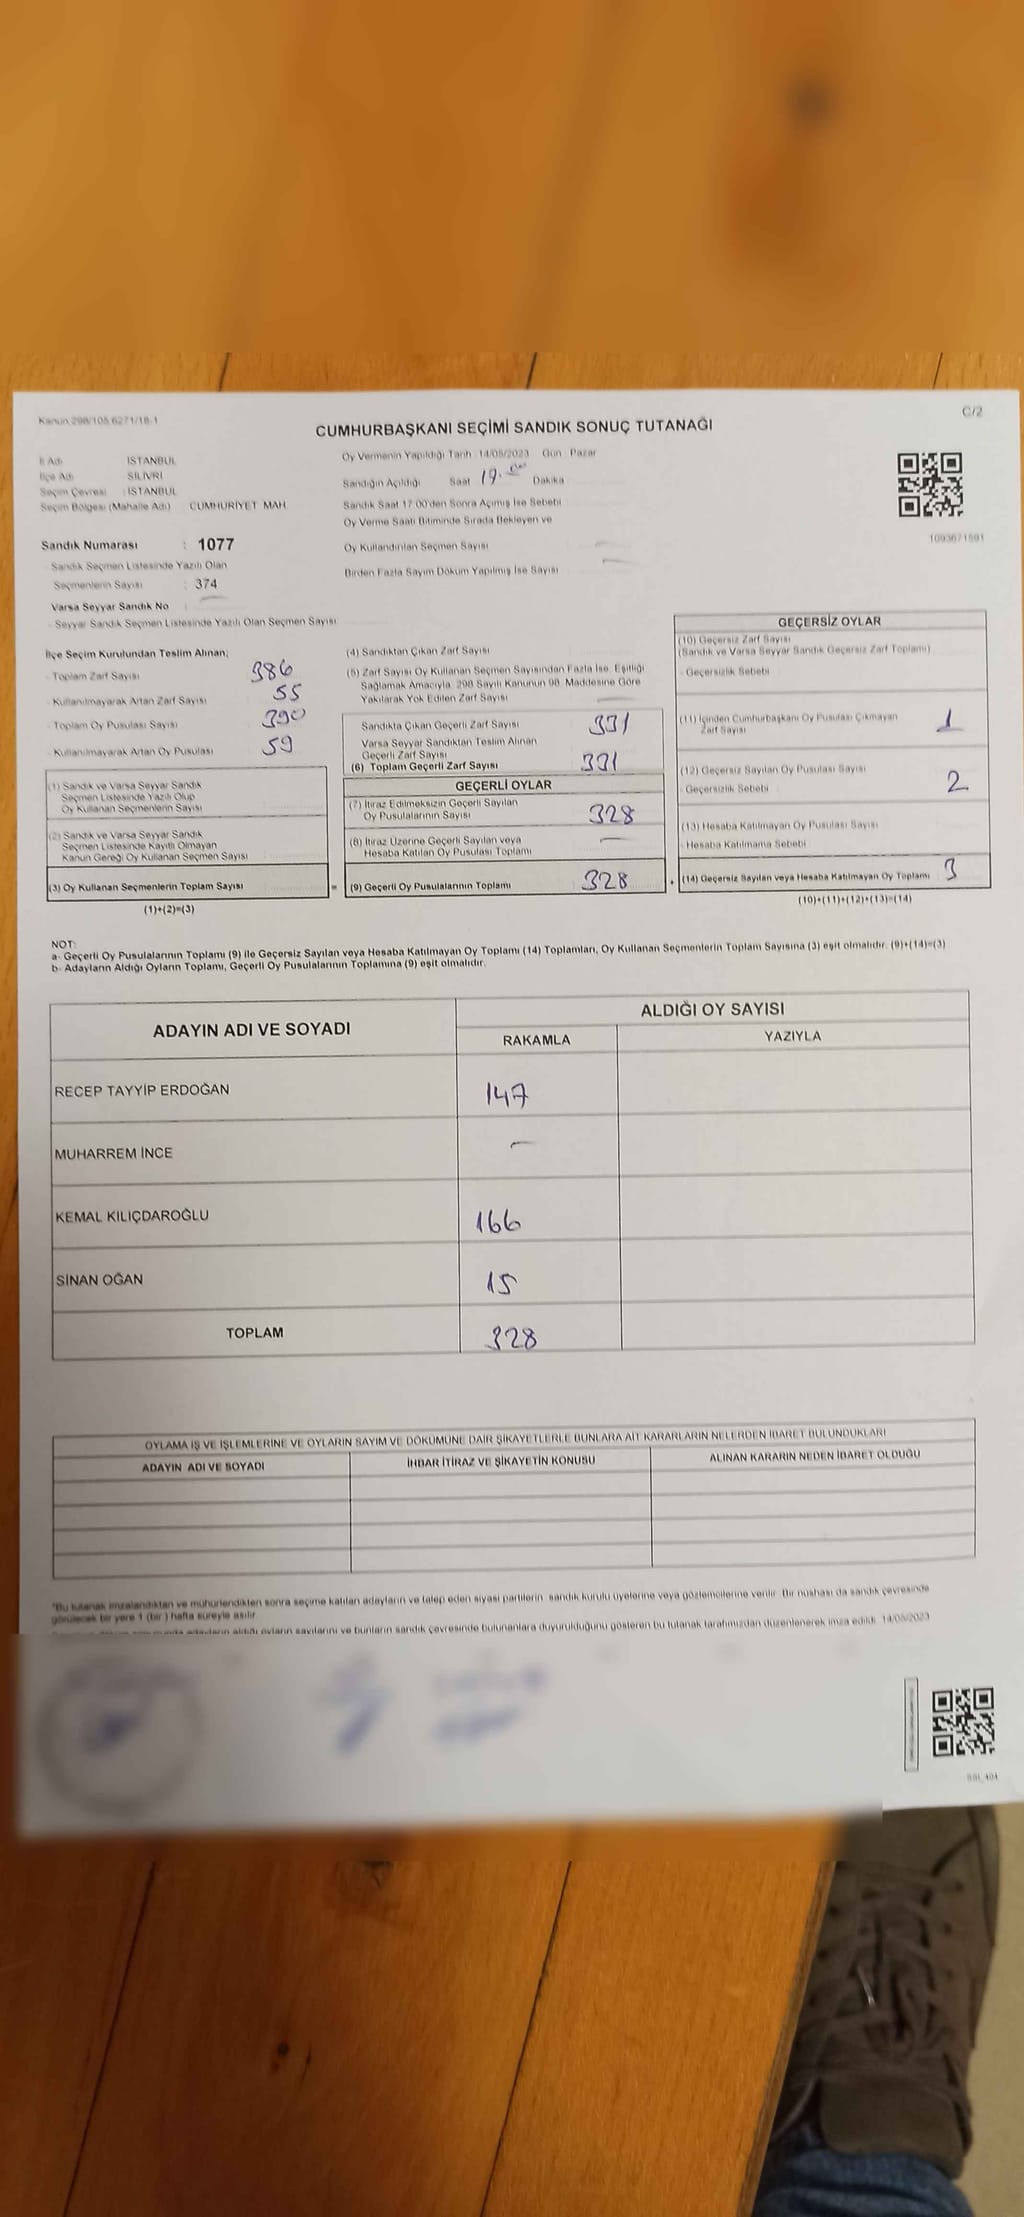 Kanun:298/105,6271/18-1
C/2
CUMHURBAŞKANI SEÇİMİ SANDIK SONUÇ TUTANAĞI
İl Adı İSTANBUL
İlçe Adı SİLİVRİ
Seçim Çevresi : İSTANBUL
Seçim Bölgesi (Mahalle Adı) CUMHURİYET MAH.
Sandık Numarası : 1077
- Sandık Seçmen Listesinde Yazılı Olan
Seçmenlerin Sayısı : 374
Varsa Seyyar Sandık No :
- Seyyar Sandık Seçmen Listesinde Yazılı Olan Seçmen Sayısı
Oy Vermenin Yapıldığı Tarih : 14/05/2023 Gün : Pazar
Sandığın Açıldığı Saat 17.00 Dakika
Sandık Saat 17:00'den Sonra Açımış İse Sebebi
Oy Verme Saati Bitiminde Sırada Bekleyen ve
Oy Kullandırılan Seçmen Sayısı
Birden Fazla Sayım Döküm Yapılmış İse Sayısı
1093671591
İlçe Seçim Kurulundan Teslim Alınan;
- Toplam Zarf Sayısı 386
- Kullanılmayarak Artan Zarf Sayısı 55
- Toplam Oy Pusulası Sayısı 390
- Kullanılmayarak Artan Oy Pusulası 59
(1) Sandık ve Varsa Seyyar Sandık
Seçmen Listesinde Yazılı Olup
Oy Kullanan Seçmenlerin Sayısı
(2) Sandık ve Varsa Seyyar Sandık
Seçmen Listesinde Kayıtlı Olmayan
Kanun Gereği Oy Kullanan Seçmen Sayısı
(3) Oy Kullanan Seçmenlerin Toplam Sayısı
(1)+(2)=(3)
(4) Sandıktan Çıkan Zarf Sayısı
(5) Zarf Sayısı Oy Kullanan Seçmen Sayısından Fazla İse, Eşitliği
Sağlamak Amacıyla, 298 Sayılı Kanunun 98. Maddesine Göre
Yakılarak Yok Edilen Zarf Sayısı
Sandıkta Çıkan Geçerli Zarf Sayısı 331
Varsa Seyyar Sandıktan Teslim Alınan
Geçerli Zarf Sayısı
(6) Toplam Geçerli Zarf Sayısı 331
GEÇERLİ OYLAR
(7) İtiraz Edilmeksizin Geçerli Sayılan
Oy Pusulalarının Sayısı 328
(8) İtiraz Üzerine Geçerli Sayılan veya
Hesaba Katılan Oy Pusulası Toplamı
= (9) Geçerli Oy Pusulalarının Toplamı 328
GEÇERSİZ OYLAR
(10) Geçersiz Zarf Sayısı
(Sandık ve Varsa Seyyar Sandık Geçersiz Zarf Toplamı)
- Geçersizlik Sebebi
(11) İçinden Cumhurbaşkanı Oy Pusulası Çıkmayan
Zarf Sayısı 1
(12) Geçersiz Sayılan Oy Pusulası Sayısı
- Geçersizlik Sebebi 2
(13) Hesaba Katılmayan Oy Pusulası Sayısı
- Hesaba Katılmama Sebebi
+ (14) Geçersiz Sayılan veya Hesaba Katılmayan Oy Toplamı 3
(10)+(11)+(12)+(13)=(14)
NOT:
a- Geçerli Oy Pusulalarının Toplamı (9) ile Geçersiz Sayılan veya Hesaba Katılmayan Oy Toplamı (14) Toplamları, Oy Kullanan Seçmenlerin Toplam Sayısına (3) eşit olmalıdır. (9)+(14)=(3)
b- Adayların Aldığı Oyların Toplamı, Geçerli Oy Pusulalarının Toplamına (9) eşit olmalıdır.
ADAYIN ADI VE SOYADI
ALDIĞI OY SAYISI
RAKAMLA YAZIYLA
RECEP TAYYİP ERDOĞAN 147
MUHARREM İNCE -
KEMAL KILIÇDAROĞLU 166
SİNAN OĞAN 15
TOPLAM 328
OYLAMA İŞ VE İŞLEMLERİNE VE OYLARIN SAYIM VE DÖKÜMÜNE DAİR ŞİKAYETLERLE BUNLARA AİT KARARLARIN NELERDEN İBARET BULUNDUKLARI
ADAYIN ADI VE SOYADI İHBAR İTİRAZ VE ŞİKAYETİN KONUSU ALINAN KARARIN NEDEN İBARET OLDUĞU
*Bu tutanak imzalandıktan ve mühürlendikten sonra seçime katılan adayların ve talep eden siyasi partilerin sandık kurulu üyelerine veya gözlemcilerine verilir. Bir nüshası da sandık çevresinde
görülecek bir yere 1 (bir) hafta süreyle asılır.
adayların aldığı oyların sayılarını ve bunların sandık çevresinde bulunanlara duyurulduğunu gösteren bu tutanak tarafımızdan düzenlenerek imza edildi. 14/05/2023